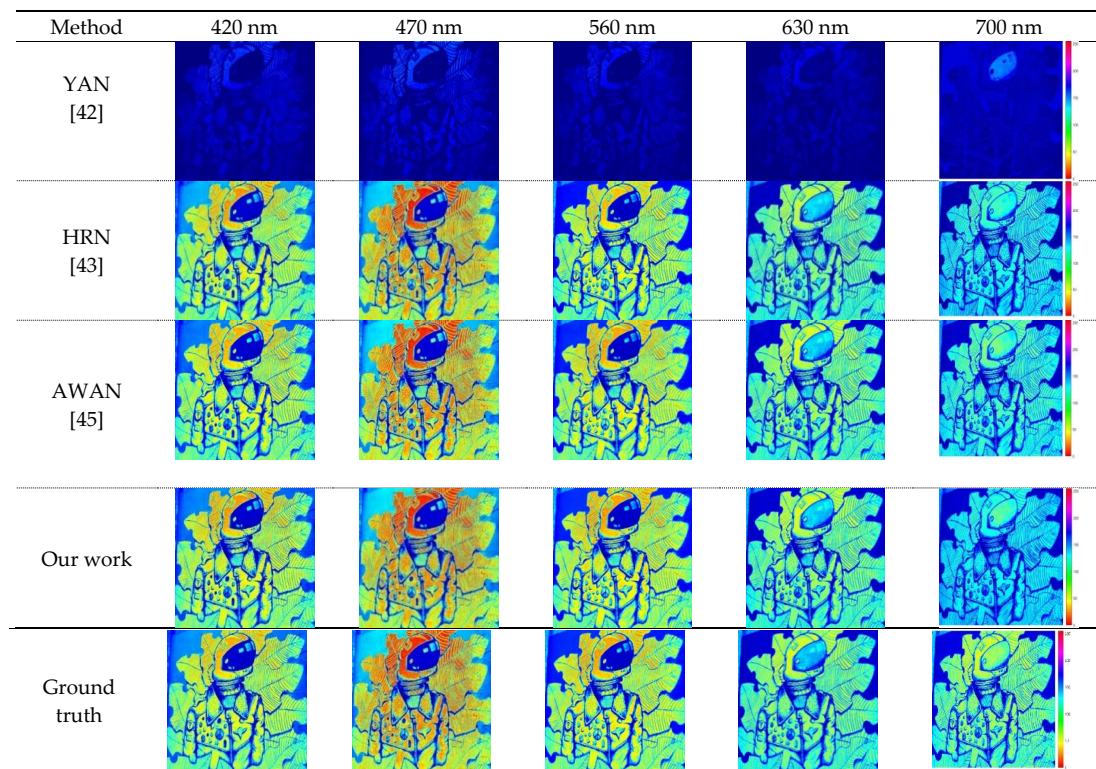 Method 420 nm 470 nm 560 nm 630 nm 700 nm
YAN
[42]
HRN
[43]
AWAN
[45]
Our work
Ground
truth